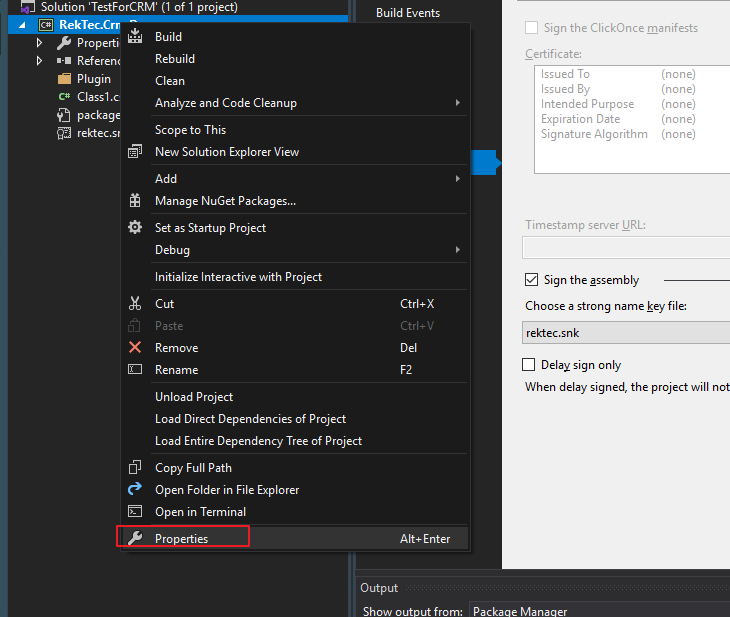 Solution 'TestForCRM' (1 of 1 project)
RekTec.Crm
Properti
Referen
Plugin
Class1.c
package
rektec.sn
Build
Rebuild
Clean
Analyze and Code Cleanup
Scope to This
New Solution Explorer View
Add
Manage NuGet Packages...
Set as Startup Project
Debug
Initialize Interactive with Project
Cut Ctrl+X
Paste Ctrl+V
Remove Del
Rename F2
Unload Project
Load Direct Dependencies of Project
Load Entire Dependency Tree of Project
Copy Full Path
Open Folder in File Explorer
Open in Terminal
Properties Alt+Enter
Build Events
Sign the ClickOnce manifests
Certificate:
Issued To (none)
Issued By (none)
Intended Purpose (none)
Expiration Date (none)
Signature Algorithm (none)
Timestamp server URL:
Sign the assembly
Choose a strong name key file:
rektec.snk
Delay sign only
When delay signed, the project will not
Output
Show output from: Package Manager